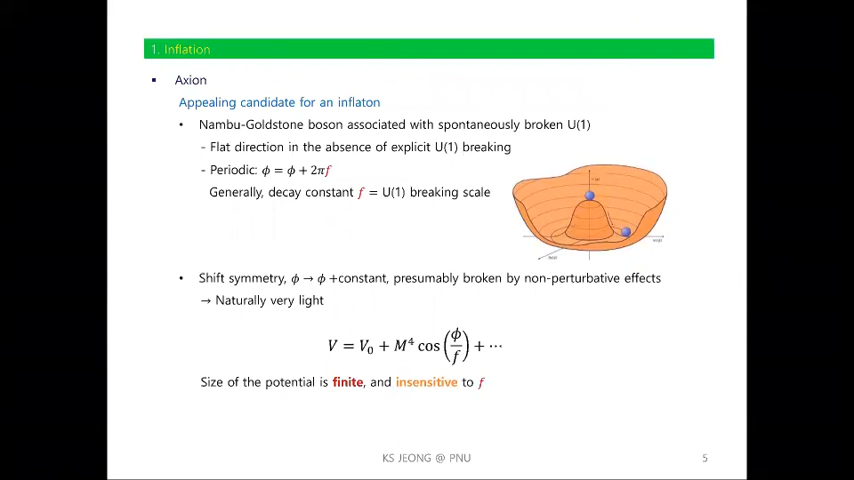 1. Inflation
▪ Axion
Appealing candidate for an inflaton
• Nambu-Goldstone boson associated with spontaneously broken U(1)
- Flat direction in the absence of explicit U(1) breaking
- Periodic: ϕ = ϕ + 2πf
Generally, decay constant f = U(1) breaking scale
• Shift symmetry, ϕ → ϕ +constant, presumably broken by non-perturbative effects
→ Naturally very light
V = V₀ + M⁴ cos(ϕ/f) + ⋯
Size of the potential is finite, and insensitive to f
KS JEONG @ PNU
5